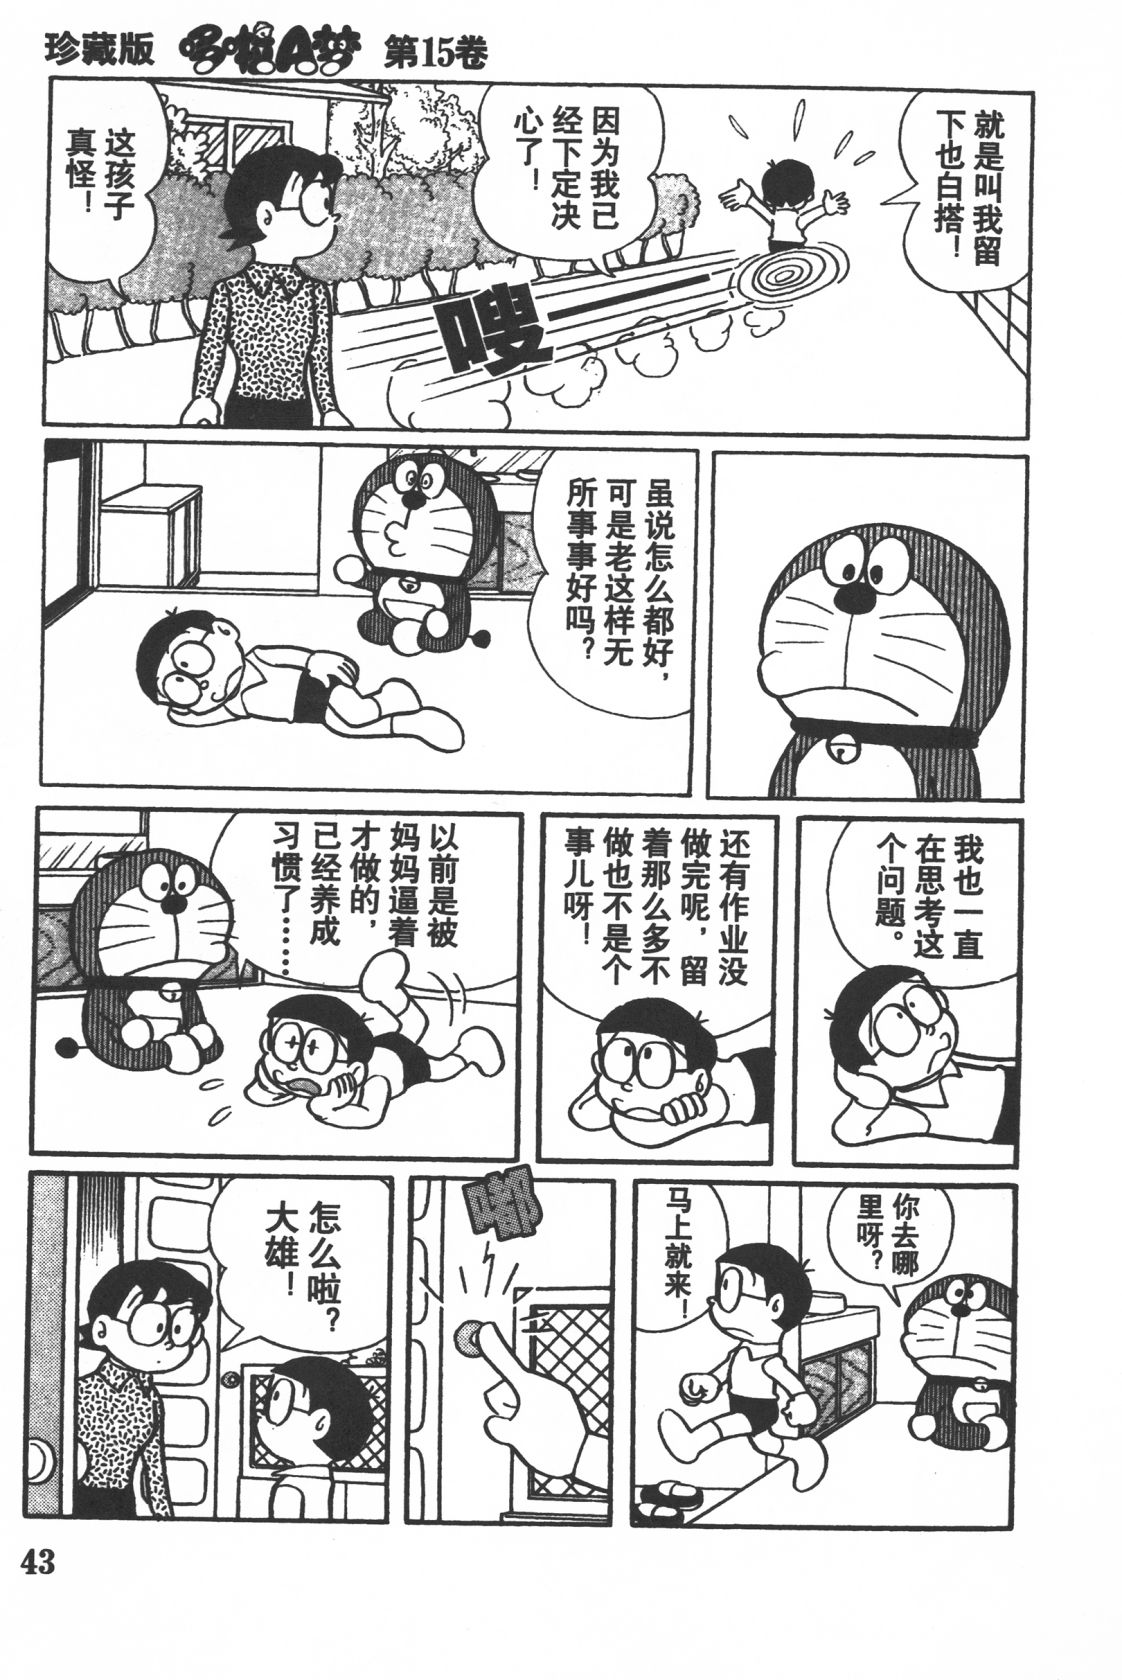 珍藏版 哆啦A梦 第15卷
就是叫我留
下也白搭！
因为我已
经下定决
心了！
嗖
这孩子
真怪！
虽说怎么都好，
可是老这样无
所事事好吗？
我也一直
在思考这
个问题。
还有作业没
做完呢，留
着那么多不
做也不是个
事儿呀！
以前是被
妈妈逼着
才做的，
已经养成
习惯了……
你去哪
里呀？
马上就来！
嘟
怎么啦？
大雄！
43